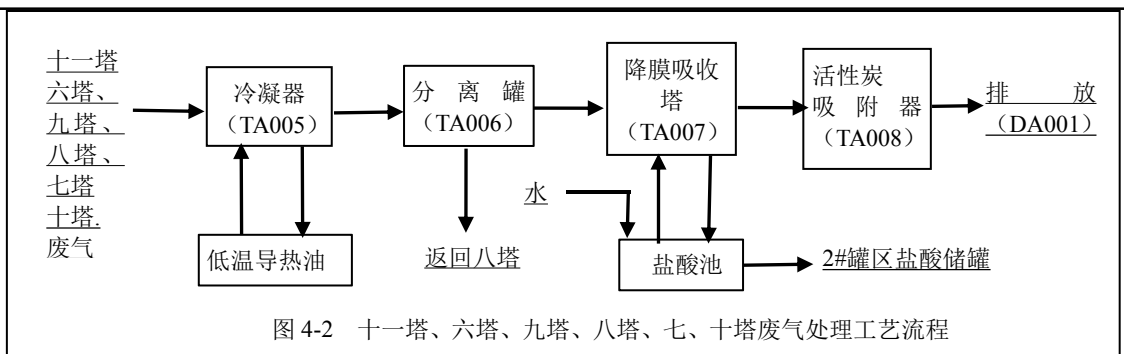 十一塔
六塔、
九塔、
八塔、
七塔
十塔.
废气
冷凝器
（TA005）
分离罐
（TA006）
降膜吸收
塔
（TA007）
活性炭
吸附器
（TA008）
排放
（DA001）
水
低温导热油
返回八塔
盐酸池
2#罐区盐酸储罐
图 4-2 十一塔、六塔、九塔、八塔、七、十塔废气处理工艺流程